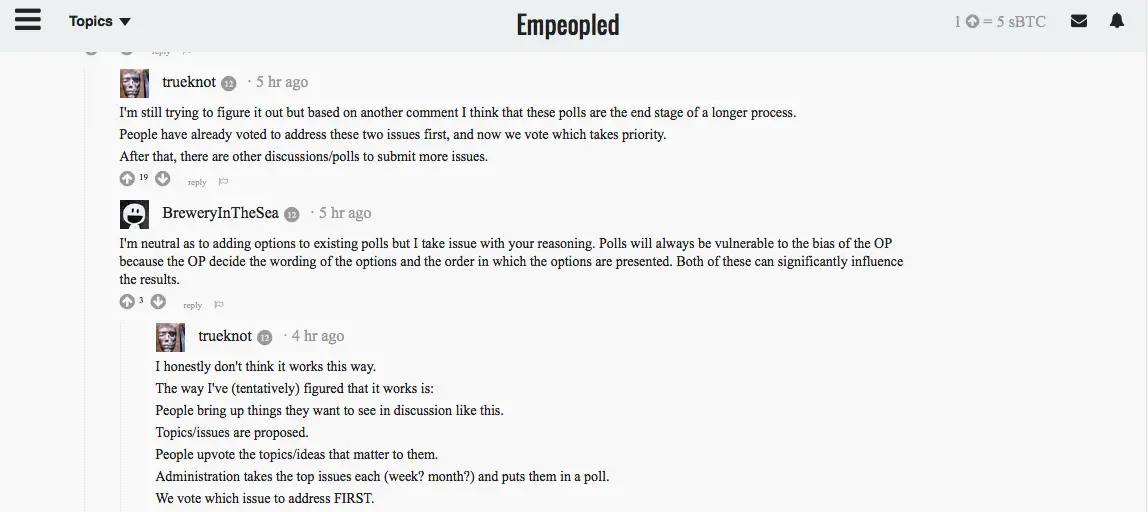 Topics
Empeopled
1 = 5 sBTC
reply
trueknot 12 · 5 hr ago
I'm still trying to figure it out but based on another comment I think that these polls are the end stage of a longer process.
People have already voted to address these two issues first, and now we vote which takes priority.
After that, there are other discussions/polls to submit more issues.
19 reply
BreweryInTheSea 12 · 5 hr ago
I'm neutral as to adding options to existing polls but I take issue with your reasoning. Polls will always be vulnerable to the bias of the OP
because the OP decide the wording of the options and the order in which the options are presented. Both of these can significantly influence
the results.
3 reply
trueknot 12 · 4 hr ago
I honestly don't think it works this way.
The way I've (tentatively) figured that it works is:
People bring up things they want to see in discussion like this.
Topics/issues are proposed.
People upvote the topics/ideas that matter to them.
Administration takes the top issues each (week? month?) and puts them in a poll.
We vote which issue to address FIRST.